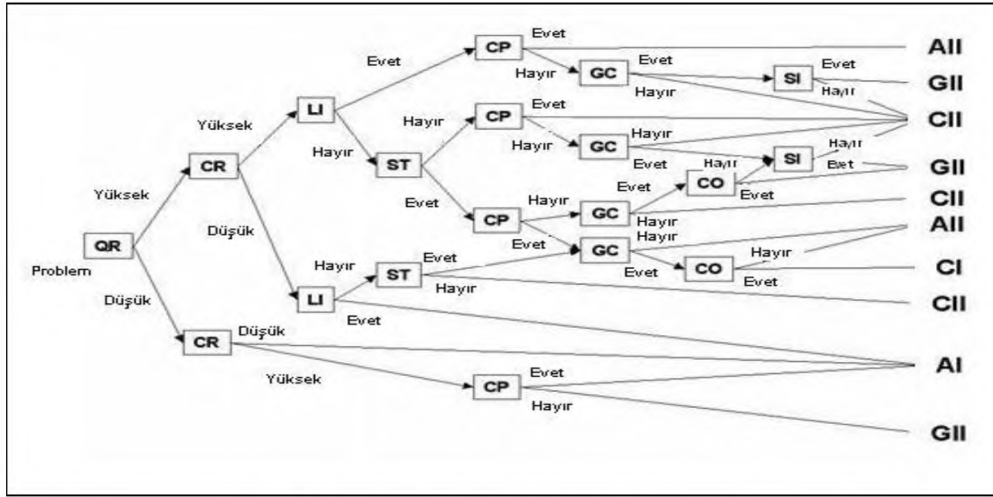 CP
Evet
AII
Evet
Hayır
GC
Evet
SI
Evet
GII
Hayır
Hayır
LI
Yüksek
CP
Evet
CII
Hayır
Hayır
GC
Hayır
CR
Hayır
ST
Evet
Hayır
SI
Hayır
Evet
GII
Yüksek
Evet
CO
Evet
Evet
Hayır
GC
Hayır
CII
CP
QR
Düşük
Evet
GC
Hayır
AII
Problem
Hayır
ST
Evet
Evet
CO
Hayır
CI
Evet
LI
Hayır
CII
Düşük
Evet
CR
Düşük
AI
Yüksek
CP
Evet
Hayır
GII